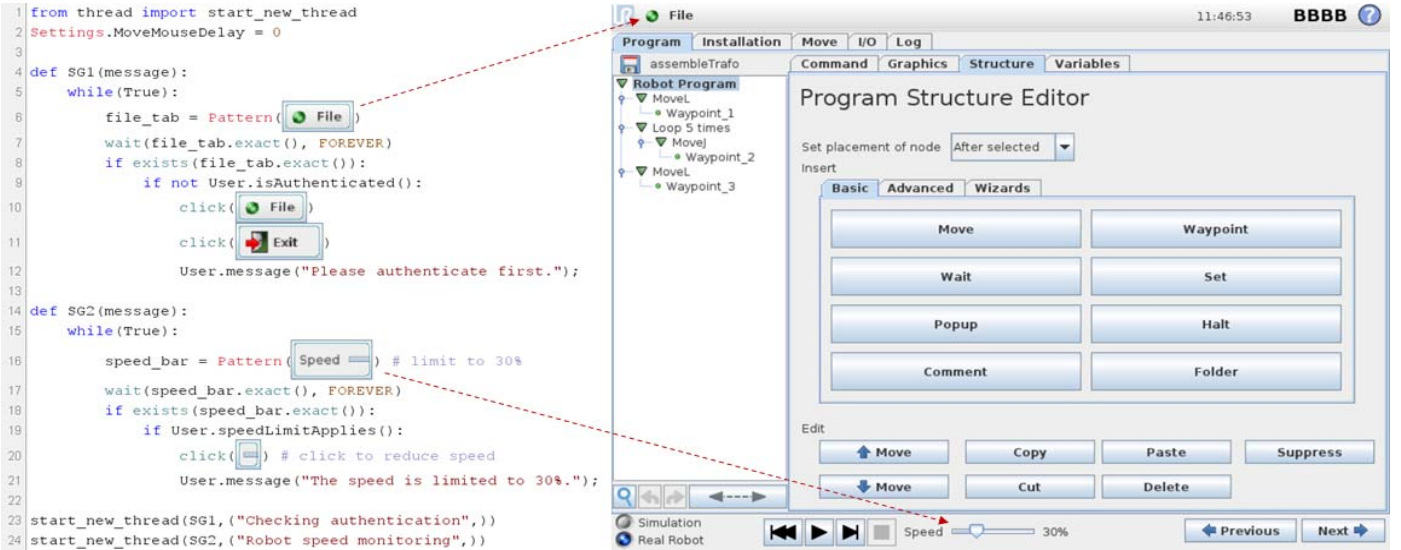 1 from thread import start_new_thread
2 Settings.MoveMouseDelay = 0
3
4 def SG1(message):
5 while(True):
6 file_tab = Pattern( File )
7 wait(file_tab.exact(), FOREVER)
8 if exists(file_tab.exact()):
9 if not User.isAuthenticated():
10 click( File )
11 click( Exit )
12 User.message("Please authenticate first.");
13
14 def SG2(message):
15 while(True):
16 speed_bar = Pattern( Speed ) # limit to 30%
17 wait(speed_bar.exact(), FOREVER)
18 if exists(speed_bar.exact()):
19 if User.speedLimitApplies():
20 click( ) # click to reduce speed
21 User.message("The speed is limited to 30%.");
22
23 start_new_thread(SG1,("Checking authentication",))
24 start_new_thread(SG2,("Robot speed monitoring",))
File 11:46:53 BBBB ?
Program Installation Move I/O Log
assembleTrafo
Command Graphics Structure Variables
Robot Program
MoveL
Waypoint_1
Loop 5 times
MoveJ
Waypoint_2
MoveL
Waypoint_3
Program Structure Editor
Set placement of node After selected
Insert
Basic Advanced Wizards
Move Waypoint
Wait Set
Popup Halt
Comment Folder
Edit
Move Copy Paste Suppress
Move Cut Delete
Simulation
Real Robot
Speed 30%
Previous Next